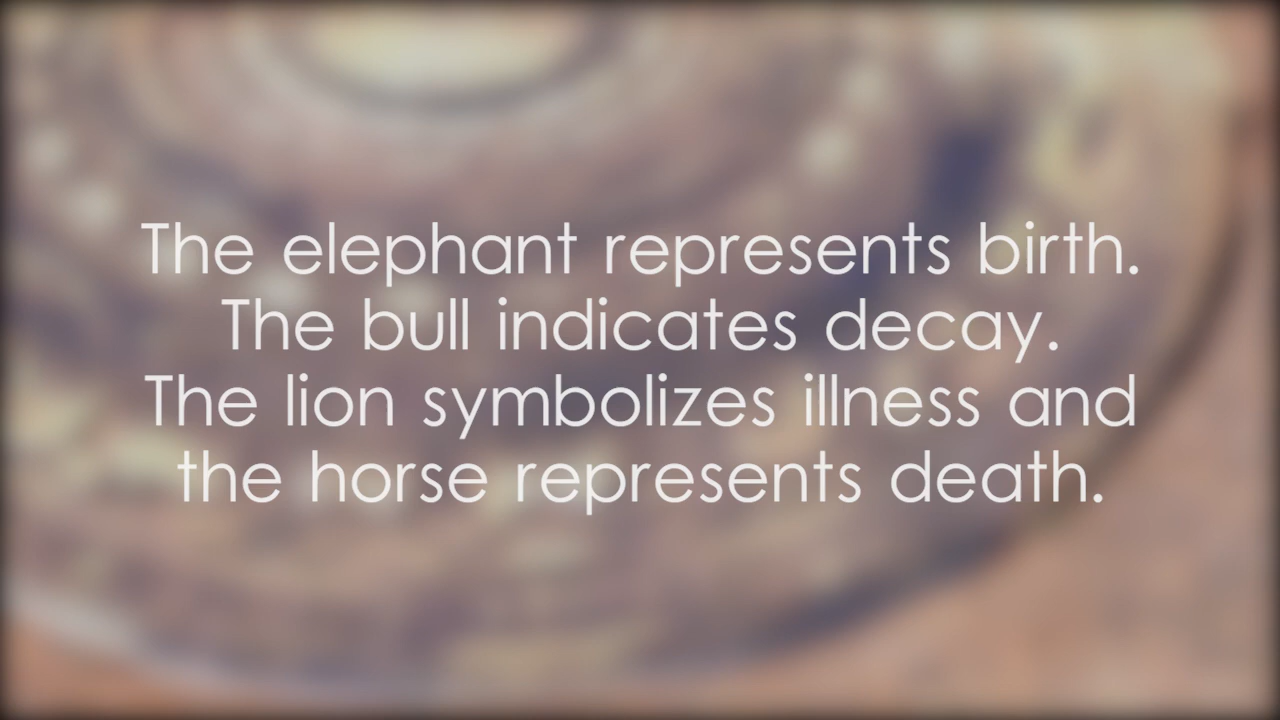 The elephant represents birth.
The bull indicates decay.
The lion symbolizes illness and
the horse represents death.